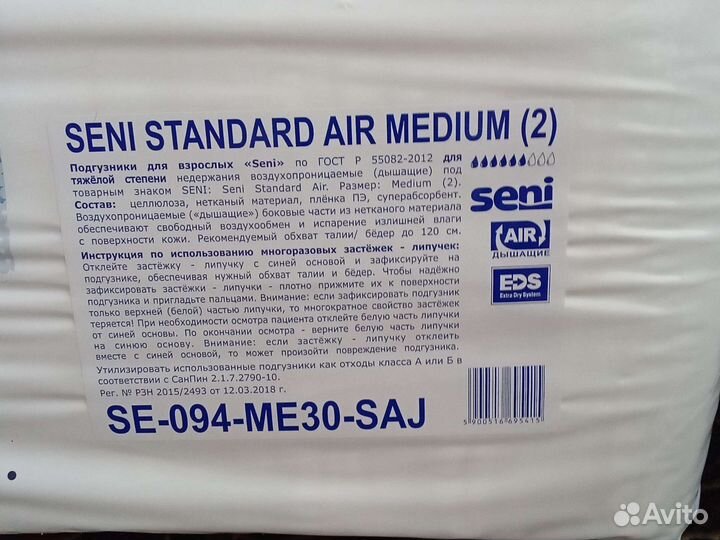 SENI STANDARD AIR MEDIUM (2)
Подгузники для взрослых «Seni» по ГОСТ Р 55082-2012 для
тяжёлой степени недержания воздухопроницаемые (дышащие) под
товарным знаком SENI: Seni Standard Air. Размер: Medium (2).
Состав: целлюлоза, нетканый материал, плёнка ПЭ, суперабсорбент.
Воздухопроницаемые («дышащие») боковые части из нетканого материала
обеспечивают свободный воздухообмен и испарение излишней влаги
с поверхности кожи. Рекомендуемый обхват талии/ бёдер до 120 см.
Инструкция по использованию многоразовых застёжек - липучек:
Отклейте застёжку - липучку с синей основой и зафиксируйте на
подгузнике, обеспечивая нужный обхват талии и бёдер. Чтобы надёжно
зафиксировать застёжки - липучки - плотно прижмите их к поверхности
подгузника и пригладьте пальцами. Внимание: если зафиксировать подгузник
только верхней (белой) частью липучки, то многократное свойство застёжек
теряется! При необходимости осмотра пациента отклейте белую часть липучки
от синей основы. По окончании осмотра - верните белую часть липучки
на синюю основу. Внимание: если застёжку - липучку отклеить
вместе с синей основой, то может произойти повреждение подгузника.
Утилизировать использованные подгузники как отходы класса А или Б в
соответствии с СанПин 2.1.7.2790-10.
Рег. № РЗН 2015/2493 от 12.03.2018 г.
SE-094-ME30-SAJ
seni
AIR
ДЫШАЩИЕ
EDS
Extra Dry System
5 900516 695415
Avito